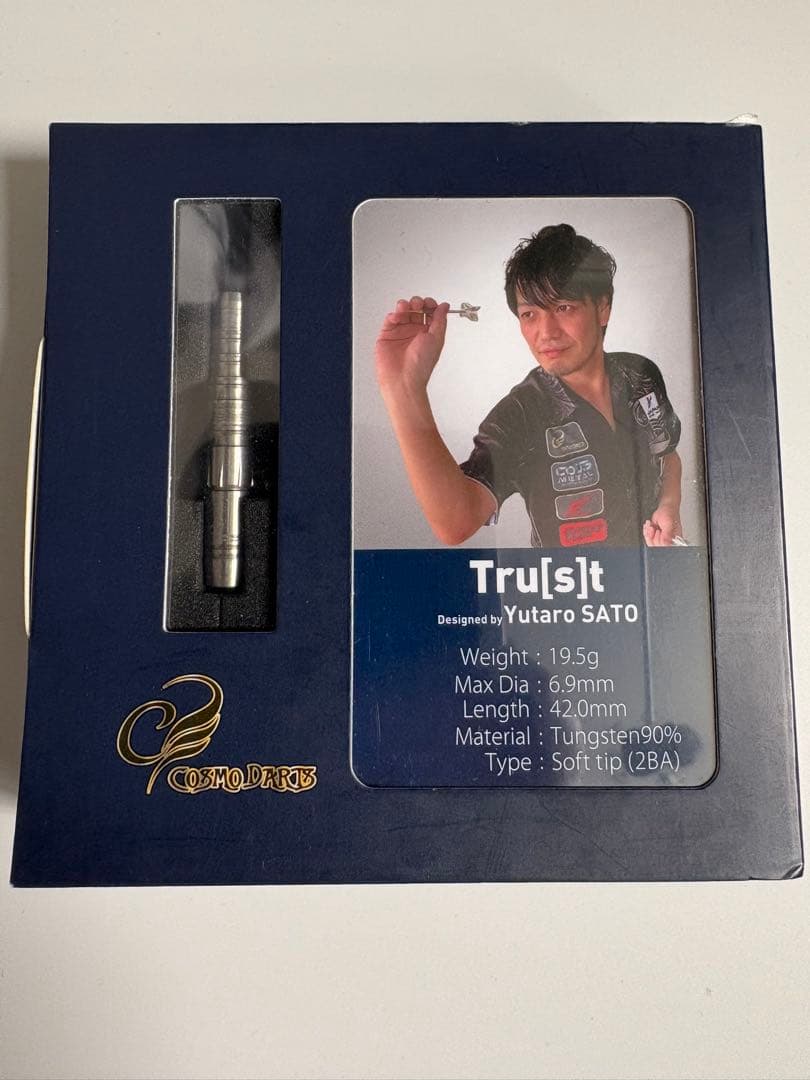 COSMO DARTS
Tru[s]t
Designed by Yutaro SATO
Weight : 19.5g
Max Dia : 6.9mm
Length : 42.0mm
Material : Tungsten90%
Type : Soft tip (2BA)